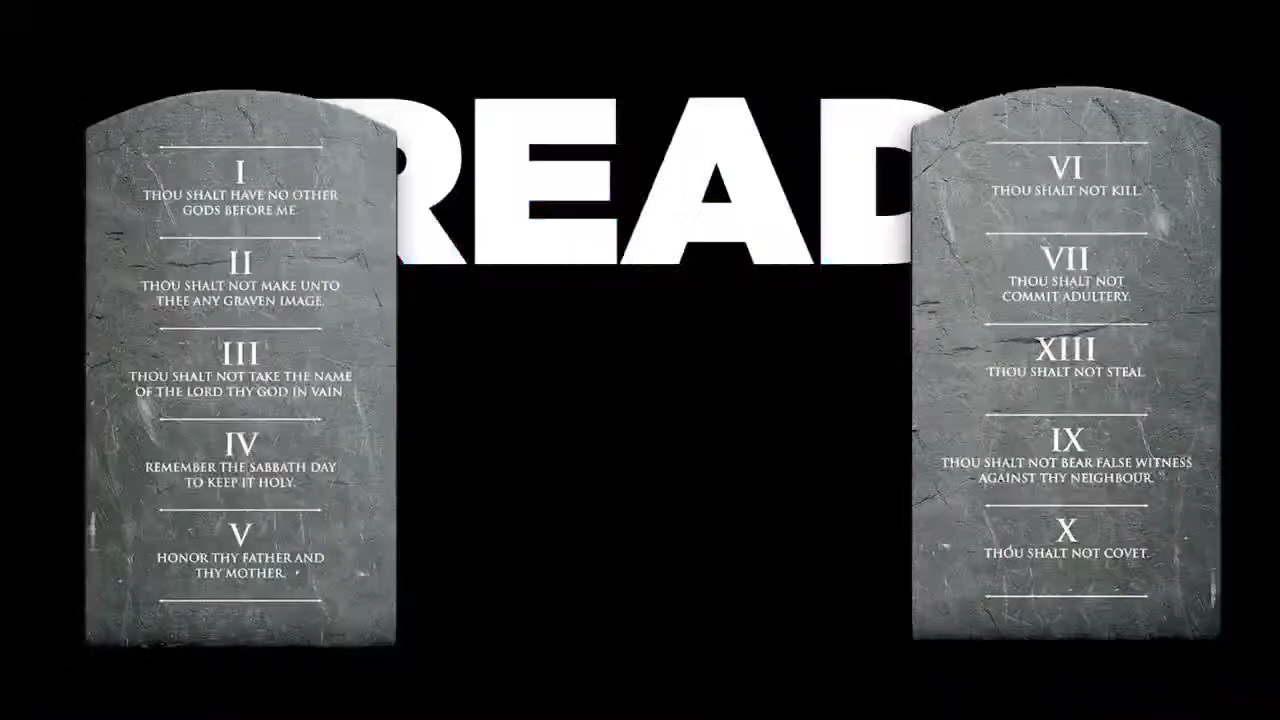 READ
I
THOU SHALT HAVE NO OTHER
GODS BEFORE ME.
II
THOU SHALT NOT MAKE UNTO
THEE ANY GRAVEN IMAGE.
III
THOU SHALT NOT TAKE THE NAME
OF THE LORD THY GOD IN VAIN
IV
REMEMBER THE SABBATH DAY
TO KEEP IT HOLY.
V
HONOR THY FATHER AND
THY MOTHER.
VI
THOU SHALT NOT KILL.
VII
THOU SHALT NOT
COMMIT ADULTERY.
XIII
THOU SHALT NOT STEAL.
IX
THOU SHALT NOT BEAR FALSE WITNESS
AGAINST THY NEIGHBOUR.
X
THOU SHALT NOT COVET.